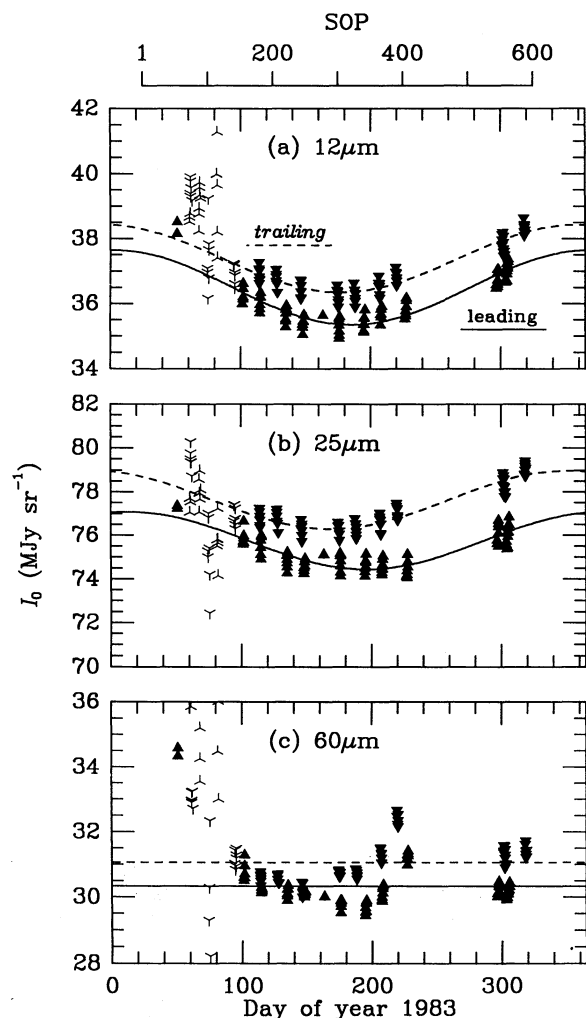 SOP
1 200 400 600
42
(a) 12μm
40
trailing
38
36
leading
34
82
(b) 25μm
80
78
76
74
72
70
I₀ (MJy sr⁻¹)
36
(c) 60μm
34
32
30
28
0 100 200 300
Day of year 1983